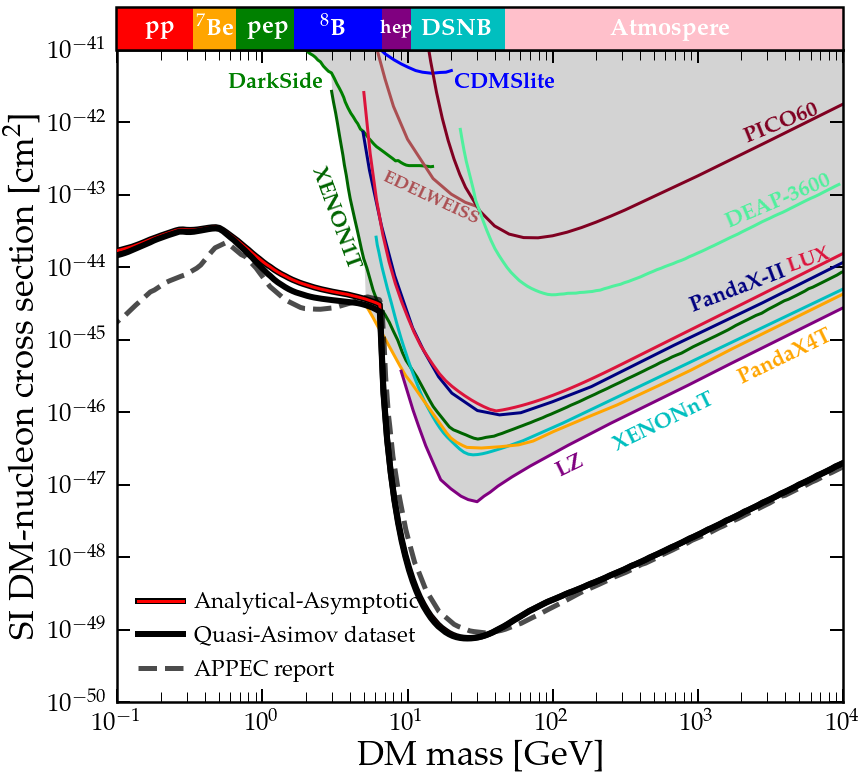 pp ⁷Be pep ⁸B hep DSNB Atmospere
10⁻⁴¹
DarkSide
CDMSlite
10⁻⁴²
PICO60
10⁻⁴³
XENON1T
EDELWEISS
DEAP-3600
10⁻⁴⁴
PandaX-II
LUX
10⁻⁴⁵
PandaX4T
10⁻⁴⁶
XENONnT
LZ
10⁻⁴⁷
10⁻⁴⁸
10⁻⁴⁹
10⁻⁵⁰
SI DM-nucleon cross section [cm²]
Analytical-Asymptotic
Quasi-Asimov dataset
APPEC report
10⁻¹ 10⁰ 10¹ 10² 10³ 10⁴
DM mass [GeV]